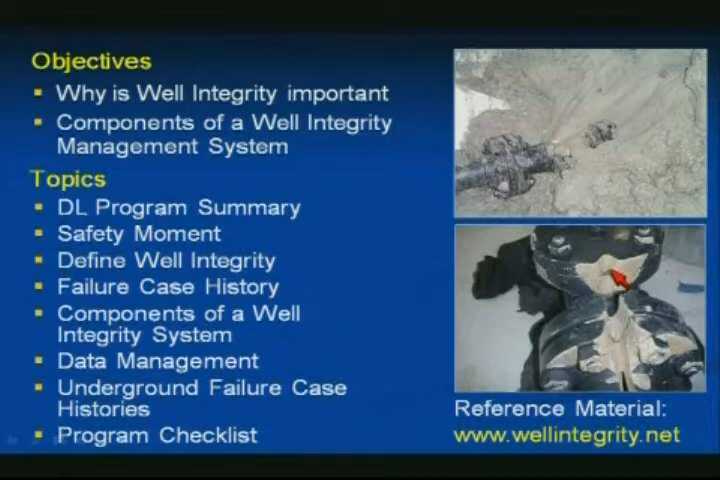 Objectives
Why is Well Integrity important
Components of a Well Integrity
Management System
Topics
DL Program Summary
Safety Moment
Define Well Integrity
Failure Case History
Components of a Well
Integrity System
Data Management
Underground Failure Case
Histories
Program Checklist
Reference Material:
www.wellintegrity.net